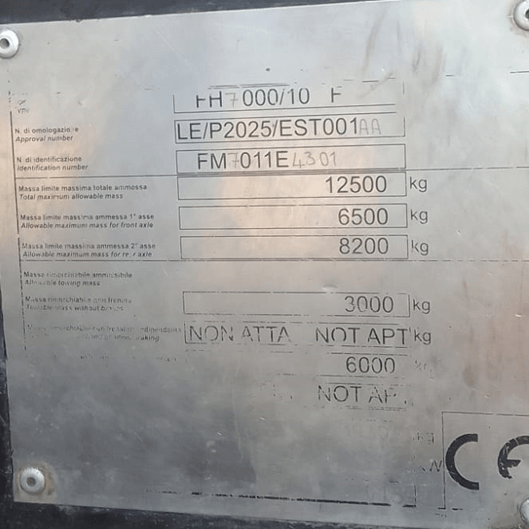 FH7000/10 F
N. di omologazione LE/P2025/EST001AA
Approval number
N. di identificazione FM7011E4301
Identification number
Massa limite massima totale ammessa 12500 kg
Total maximum allowable mass
Massa limite massima ammessa 1° asse 6500 kg
Allowable maximum mass for front axle
Massa limite massima ammessa 2° asse 8200 kg
Allowable maximum mass for rear axle
Massa rimorchiabile ammissibile
Allowable towing mass
3000 kg
NON ATTA NOT APT kg
6000
NOT AP
CE